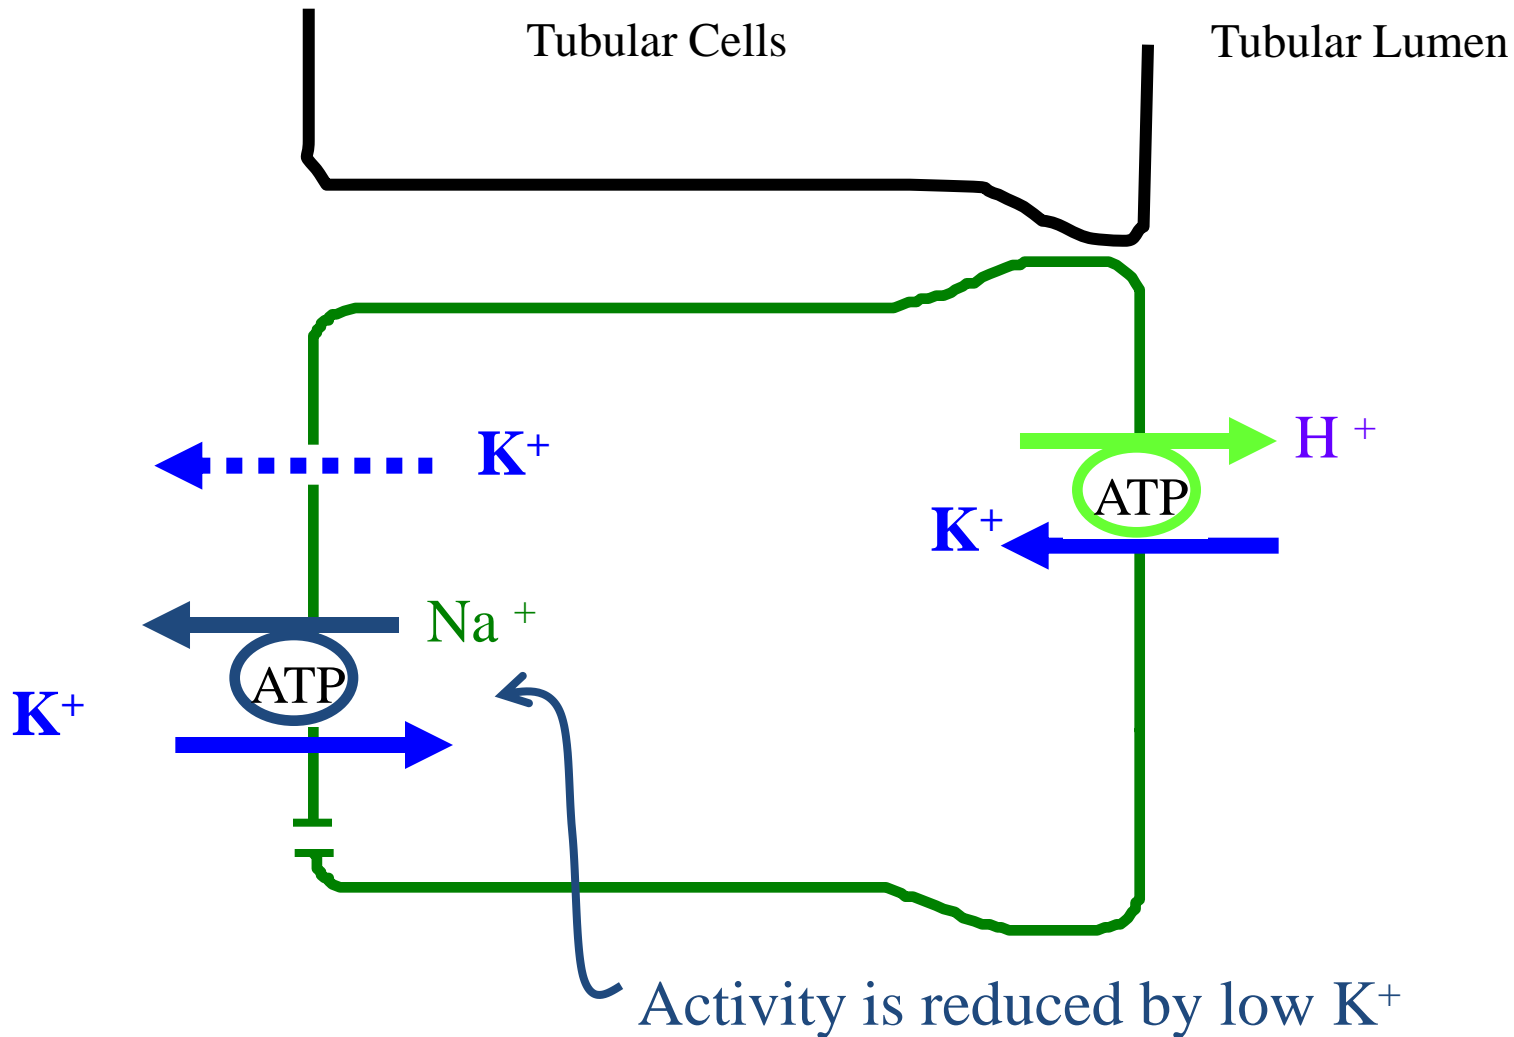 Tubular Cells
Tubular Lumen
H +
K+
ATP
K+
Na +
ATP
K+
Activity is reduced by low K+